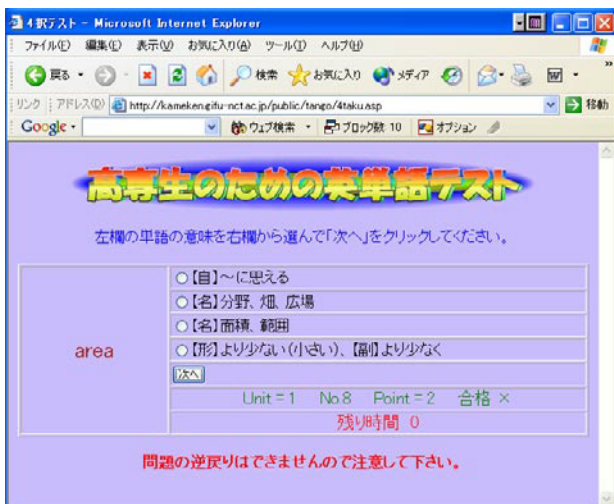 4択テスト - Microsoft Internet Explorer
ファイル(F) 編集(E) 表示(V) お気に入り(A) ツール(T) ヘルプ(H)
戻る 検索 お気に入り メディア
リンク アドレス(D) http://kameken.gifu-nct.ac.jp/public/tango/4taku.asp 移動
Google ウェブ検索 ブロック数 10 オプション
高専生のための英単語テスト
左欄の単語の意味を右欄から選んで「次へ」をクリックしてください。
area
【自】～に思える
【名】分野、畑、広場
【名】面積、範囲
【形】より少ない(小さい)、【副】より少なく
次へ
Unit = 1 No 8 Point = 2 合格 ×
残り時間 0
問題の逆戻りはできませんので注意して下さい。